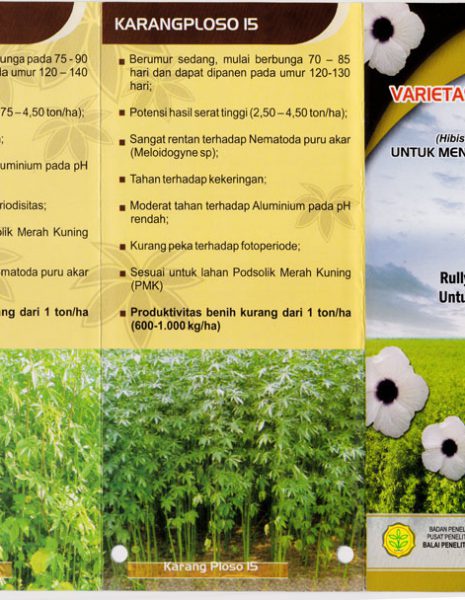 unga pada 75 - 90
da umur 120 – 140
75 – 4,50 ton/ha);
uminium pada pH
riodisitas;
olik Merah Kuning
matoda puru akar
ang dari 1 ton/ha
KARANGPLOSO 15
Berumur sedang, mulai berbunga 70 – 85
hari dan dapat dipanen pada umur 120-130
hari;
Potensi hasil serat tinggi (2,50 – 4,50 ton/ha);
Sangat rentan terhadap Nematoda puru akar
(Meloidogyne sp);
Tahan terhadap kekeringan;
Moderat tahan terhadap Aluminium pada pH
rendah;
Kurang peka terhadap fotoperiode;
Sesuai untuk lahan Podsolik Merah Kuning
(PMK)
Produktivitas benih kurang dari 1 ton/ha
(600-1.000 kg/ha)
Karang Ploso 15
VARIETA
(Hibis
UNTUK MEN
Rully
Untu
BADAN PENEL
PUSAT PENELIT
BALAI PENELIT